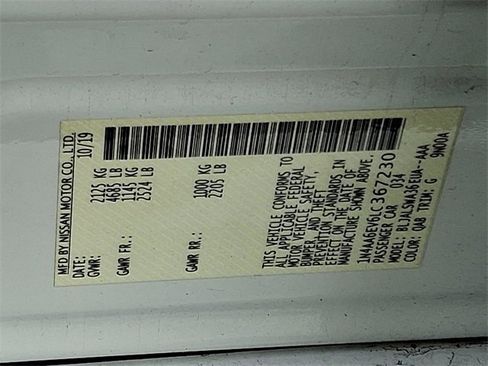 MFD BY NISSAN MOTOR CO., LTD.
DATE: 10/19
GVWR: 2125 KG
4685 LB
GAWR FR.: 1145 KG
2524 LB
GAWR RR.: 1000 KG
2205 LB
THIS VEHICLE CONFORMS TO
ALL APPLICABLE FEDERAL
MOTOR VEHICLE SAFETY,
BUMPER, AND THEFT
PREVENTION STANDARDS IN
EFFECT ON THE DATE OF
MANUFACTURE SHOWN ABOVE.
1N4AA6EV6LC367230
PASSENGER CAR 034
MODEL: BLJALWWA36EUA-AAA
COLOR: QAB TRIM: G 9N00A